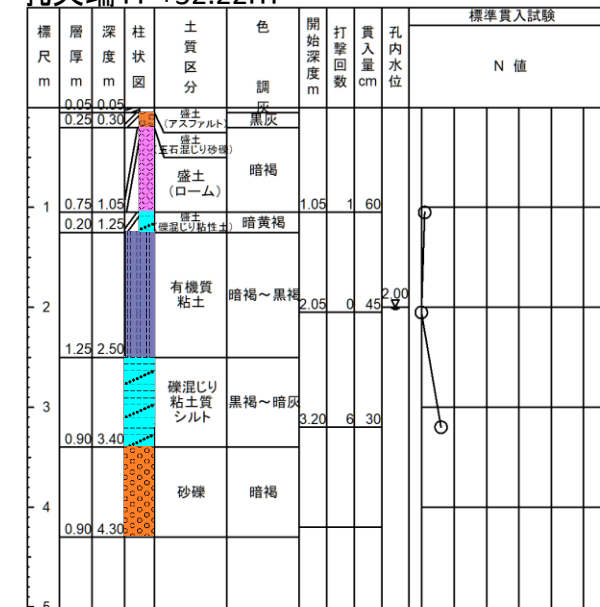 標尺 m
層厚 m
深度 m
柱状図
土質区分
色調
開始深度 m
打撃回数
貫入量 cm
孔内水位
標準貫入試験
N 値
0.05 0.05 盛土(アスファルト) 灰
0.25 0.30 盛土(玉石混じり砂礫) 黒灰
盛土(ローム) 暗褐
1 0.75 1.05 1.05 1 60
0.20 1.25 盛土(礫混じり粘性土) 暗黄褐
有機質粘土 暗褐~黒褐
2 2.05 0 45 2.00
1.25 2.50
礫混じり粘土質シルト 黒褐~暗灰
3 3.20 6 30
0.90 3.40
砂礫 暗褐
4
0.90 4.30
5